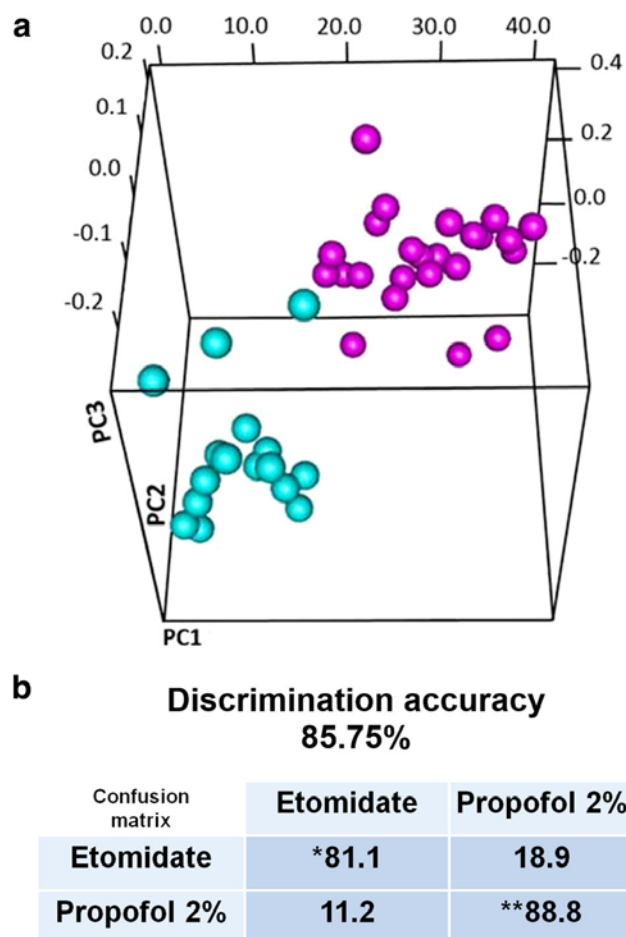 a
0.0 10.0 20.0 30.0 40.0
0.2 0.4
0.1 0.2
0.0 0.0
-0.1 -0.2
-0.2
PC3
PC2
PC1
b
Discrimination accuracy
85.75%
Confusion
matrix
Etomidate Propofol 2%
Etomidate *81.1 18.9
Propofol 2% 11.2 **88.8